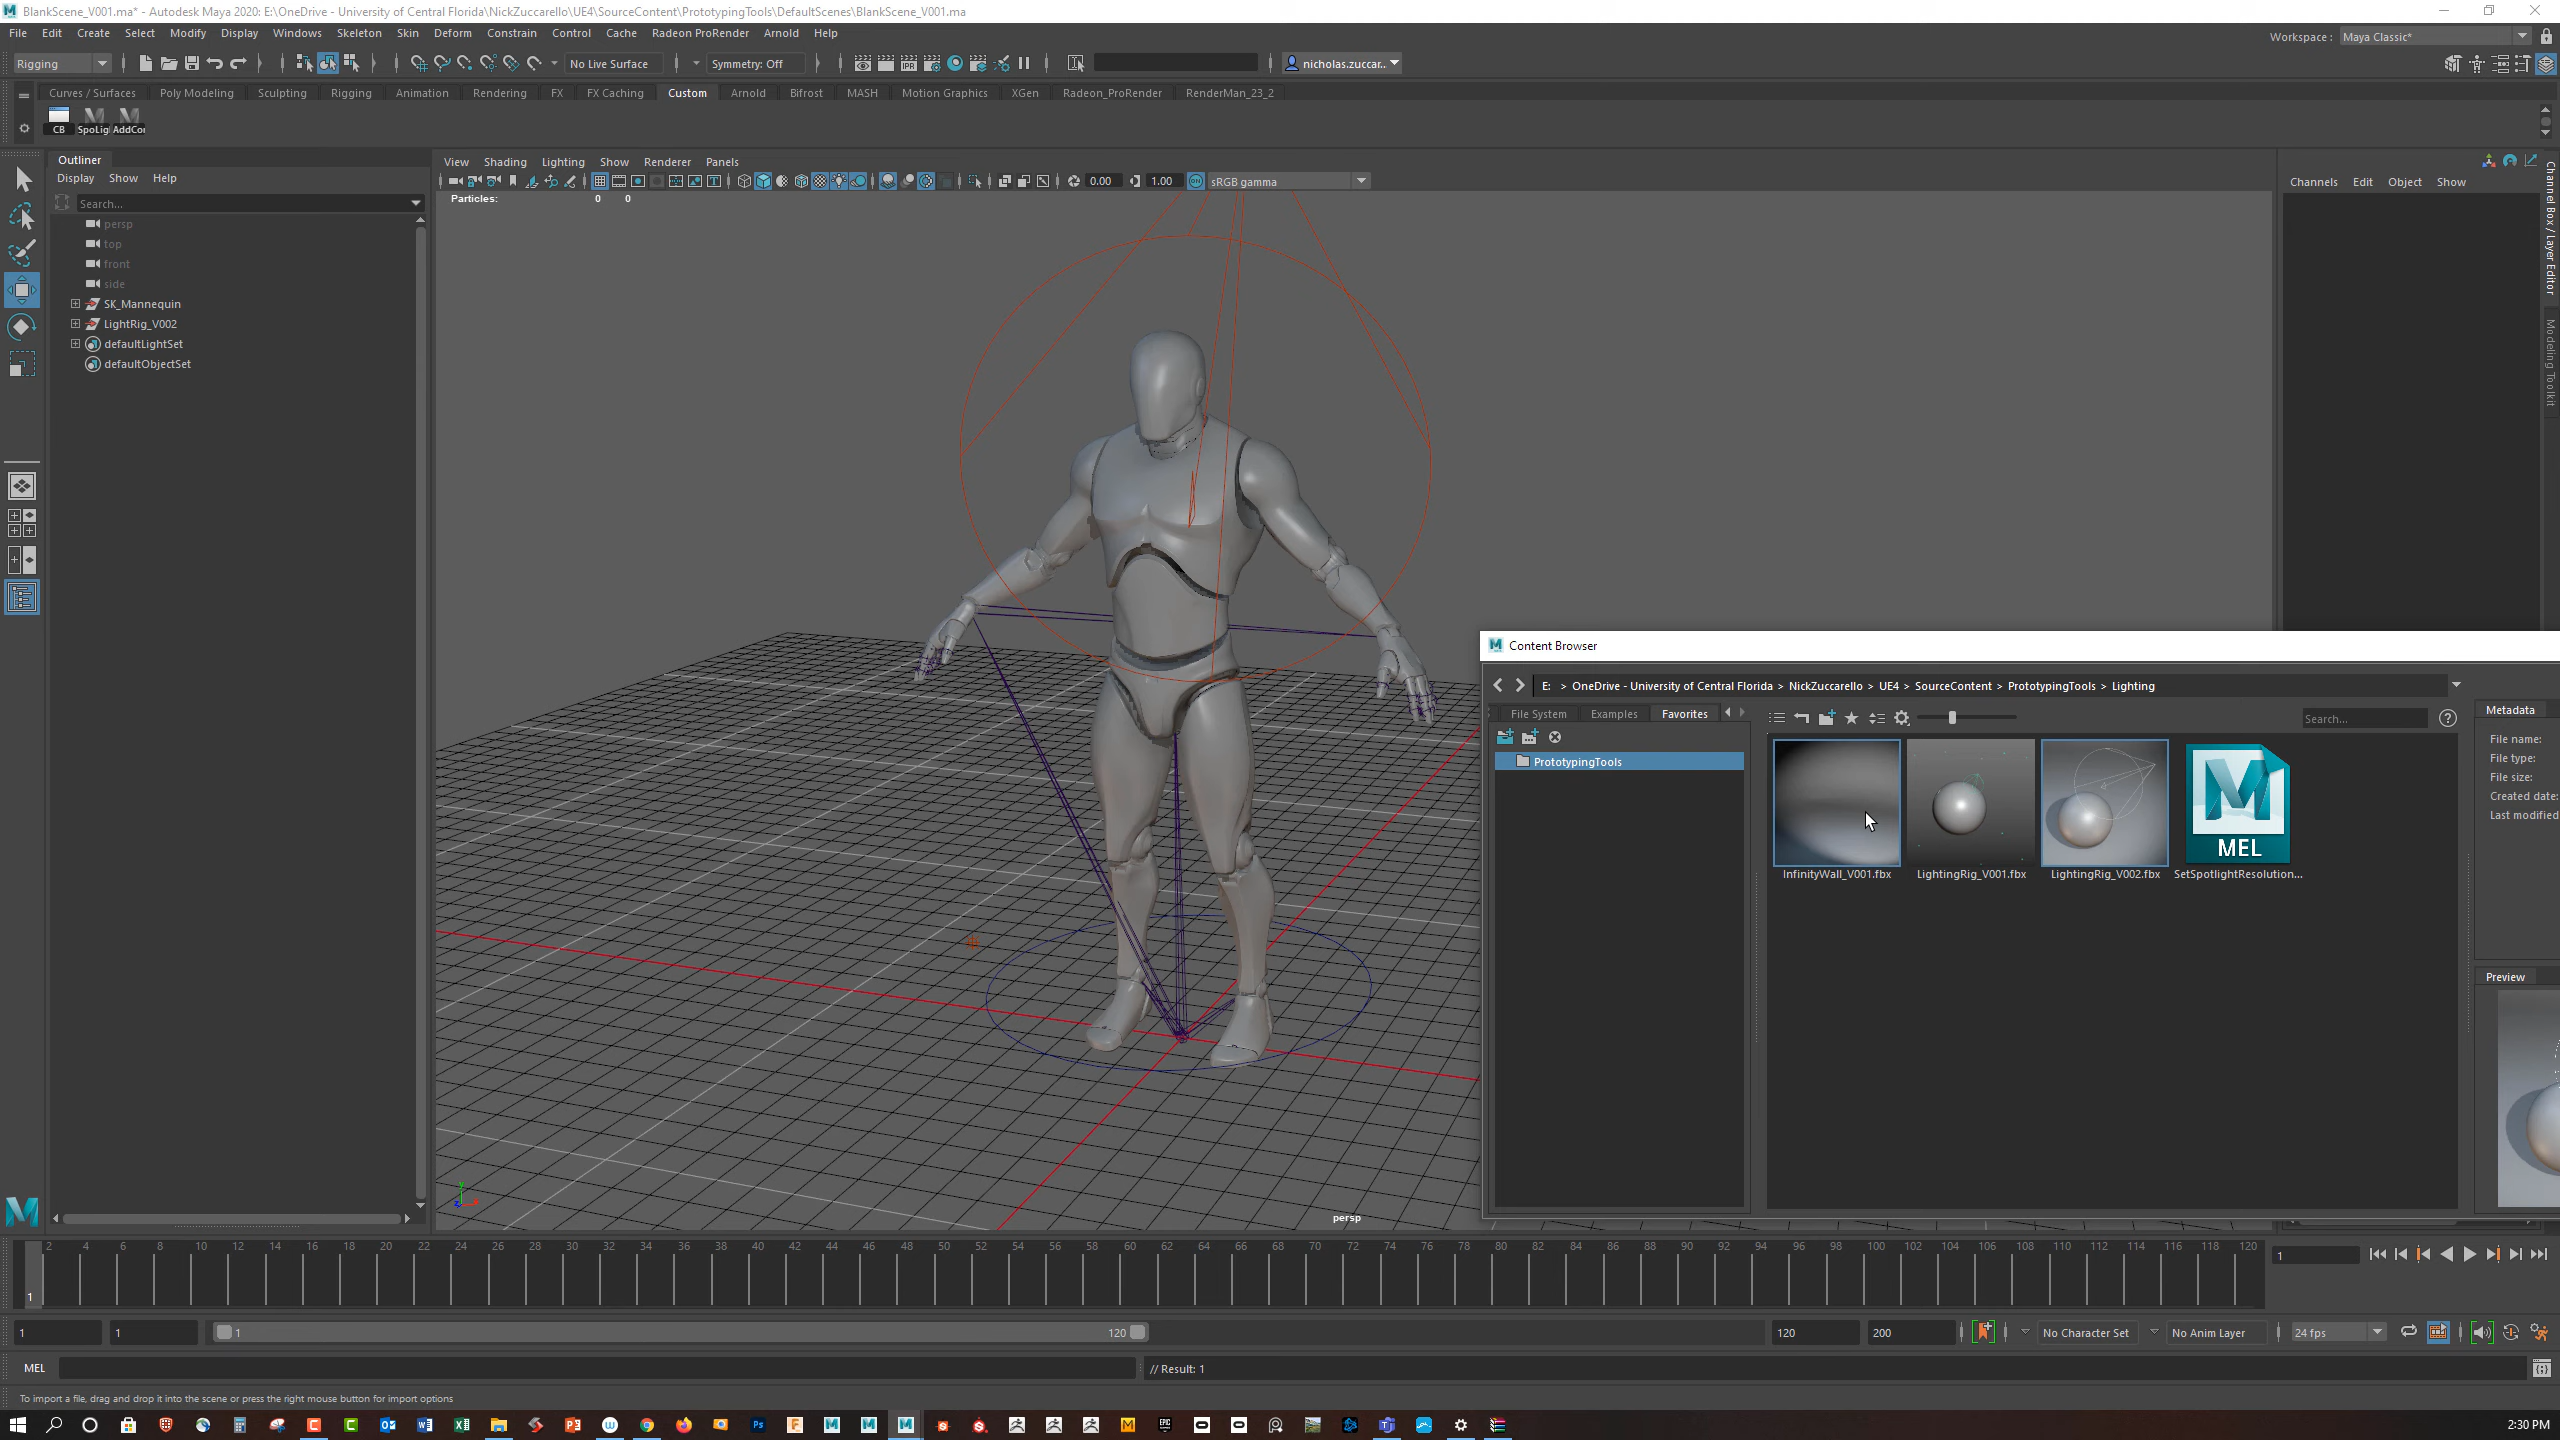 BlankScene_V001.ma* - Autodesk Maya 2020: E:\OneDrive - University of Central Florida\NickZuccarello\UE4\SourceContent\PrototypingTools\DefaultScenes\BlankScene_V001.ma
File Edit Create Select Modify Display Windows Skeleton Skin Deform Constrain Control Cache Radeon ProRender Arnold Help
Workspace : Maya Classic*
Rigging No Live Surface Symmetry: Off nicholas.zuccar...
Curves / Surfaces Poly Modeling Sculpting Rigging Animation Rendering FX FX Caching Custom Arnold Bifrost MASH Motion Graphics XGen Radeon_ProRender RenderMan_23_2
CB SpoLig AddCor
Outliner
Display Show Help
Search...
persp
top
front
side
SK_Mannequin
LightRig_V002
defaultLightSet
defaultObjectSet
View Shading Lighting Show Renderer Panels
0.00 1.00 sRGB gamma
Particles: 0 0
persp
Channels Edit Object Show
Channel Box / Layer Editor
Modeling Toolkit
Content Browser
E: > OneDrive - University of Central Florida > NickZuccarello > UE4 > SourceContent > PrototypingTools > Lighting
File System Examples Favorites
Search...
PrototypingTools
InfinityWall_V001.fbx LightingRig_V001.fbx LightingRig_V002.fbx SetSpotlightResolution...
MEL
Metadata
File name:
File type:
File size:
Created date:
Last modified
Preview
2 4 6 8 10 12 14 16 18 20 22 24 26 28 30 32 34 36 38 40 42 44 46 48 50 52 54 56 58 60 62 64 66 68 70 72 74 76 78 80 82 84 86 88 90 92 94 96 98 100 102 104 106 108 110 112 114 116 118 120
1
1
1 1 1 120 120 200 No Character Set No Anim Layer 24 fps
MEL // Result: 1
To import a file, drag and drop it into the scene or press the right mouse button for import options
2:30 PM